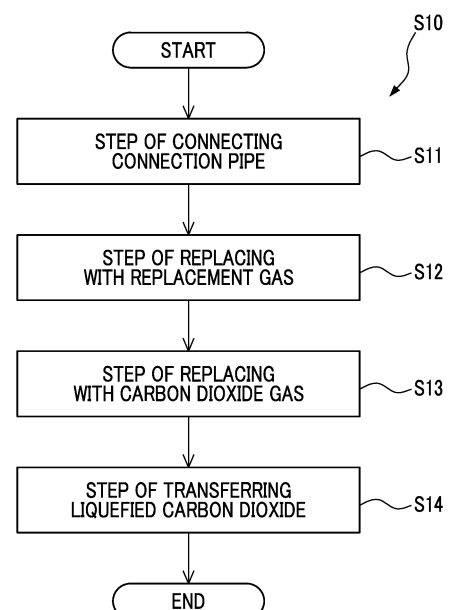 S10
START
STEP OF CONNECTING
CONNECTION PIPE
S11
STEP OF REPLACING
WITH REPLACEMENT GAS
S12
STEP OF REPLACING
WITH CARBON DIOXIDE GAS
S13
STEP OF TRANSFERRING
LIQUEFIED CARBON DIOXIDE
S14
END